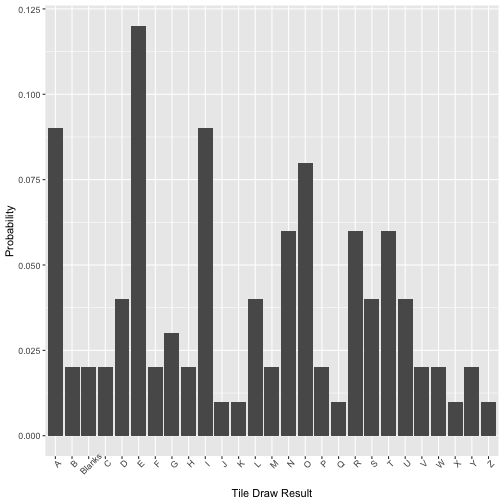 0.125
0.100
0.075
0.050
0.025
0.000
Probability
A B Blanks C D E F G H I J K L M N O P Q R S T U V W X Y Z
Tile Draw Result